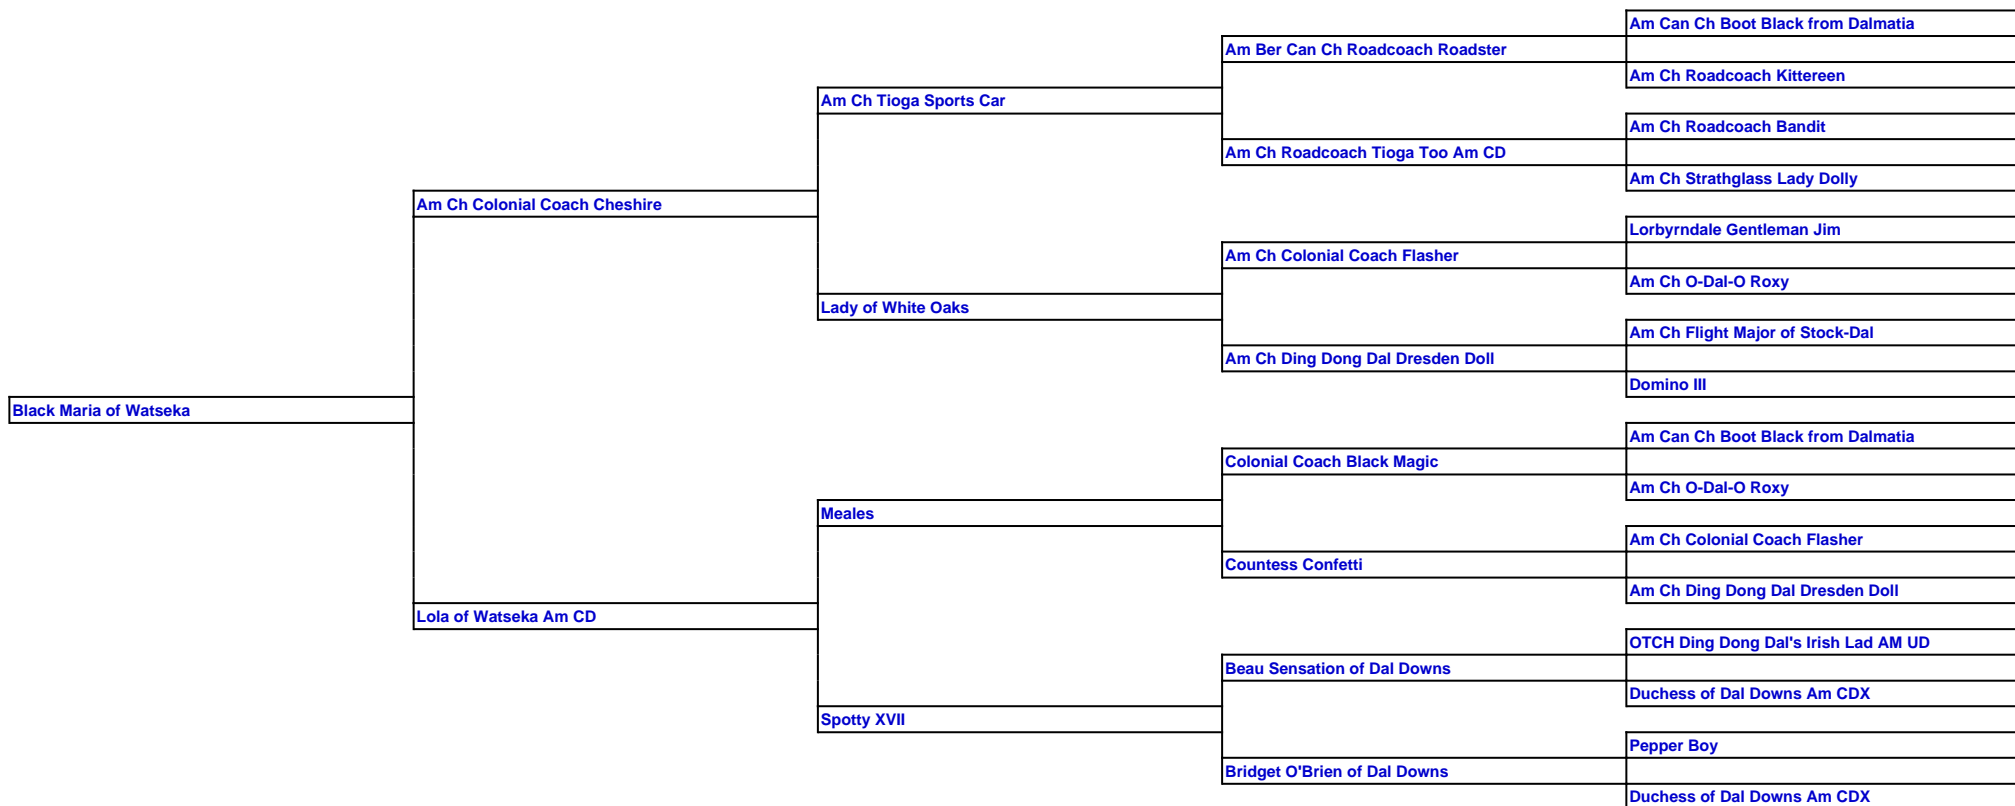 Am Can Ch Boot Black from Dalmatia
Am Ber Can Ch Roadcoach Roadster
Am Ch Roadcoach Kittereen
Am Ch Tioga Sports Car
Am Ch Roadcoach Bandit
Am Ch Roadcoach Tioga Too Am CD
Am Ch Strathglass Lady Dolly
Am Ch Colonial Coach Cheshire
Lorbyrndale Gentleman Jim
Am Ch Colonial Coach Flasher
Am Ch O-Dal-O Roxy
Lady of White Oaks
Am Ch Flight Major of Stock-Dal
Am Ch Ding Dong Dal Dresden Doll
Domino III
Black Maria of Watseka
Am Can Ch Boot Black from Dalmatia
Colonial Coach Black Magic
Am Ch O-Dal-O Roxy
Meales
Am Ch Colonial Coach Flasher
Countess Confetti
Am Ch Ding Dong Dal Dresden Doll
Lola of Watseka Am CD
OTCH Ding Dong Dal's Irish Lad AM UD
Beau Sensation of Dal Downs
Duchess of Dal Downs Am CDX
Spotty XVII
Pepper Boy
Bridget O'Brien of Dal Downs
Duchess of Dal Downs Am CDX